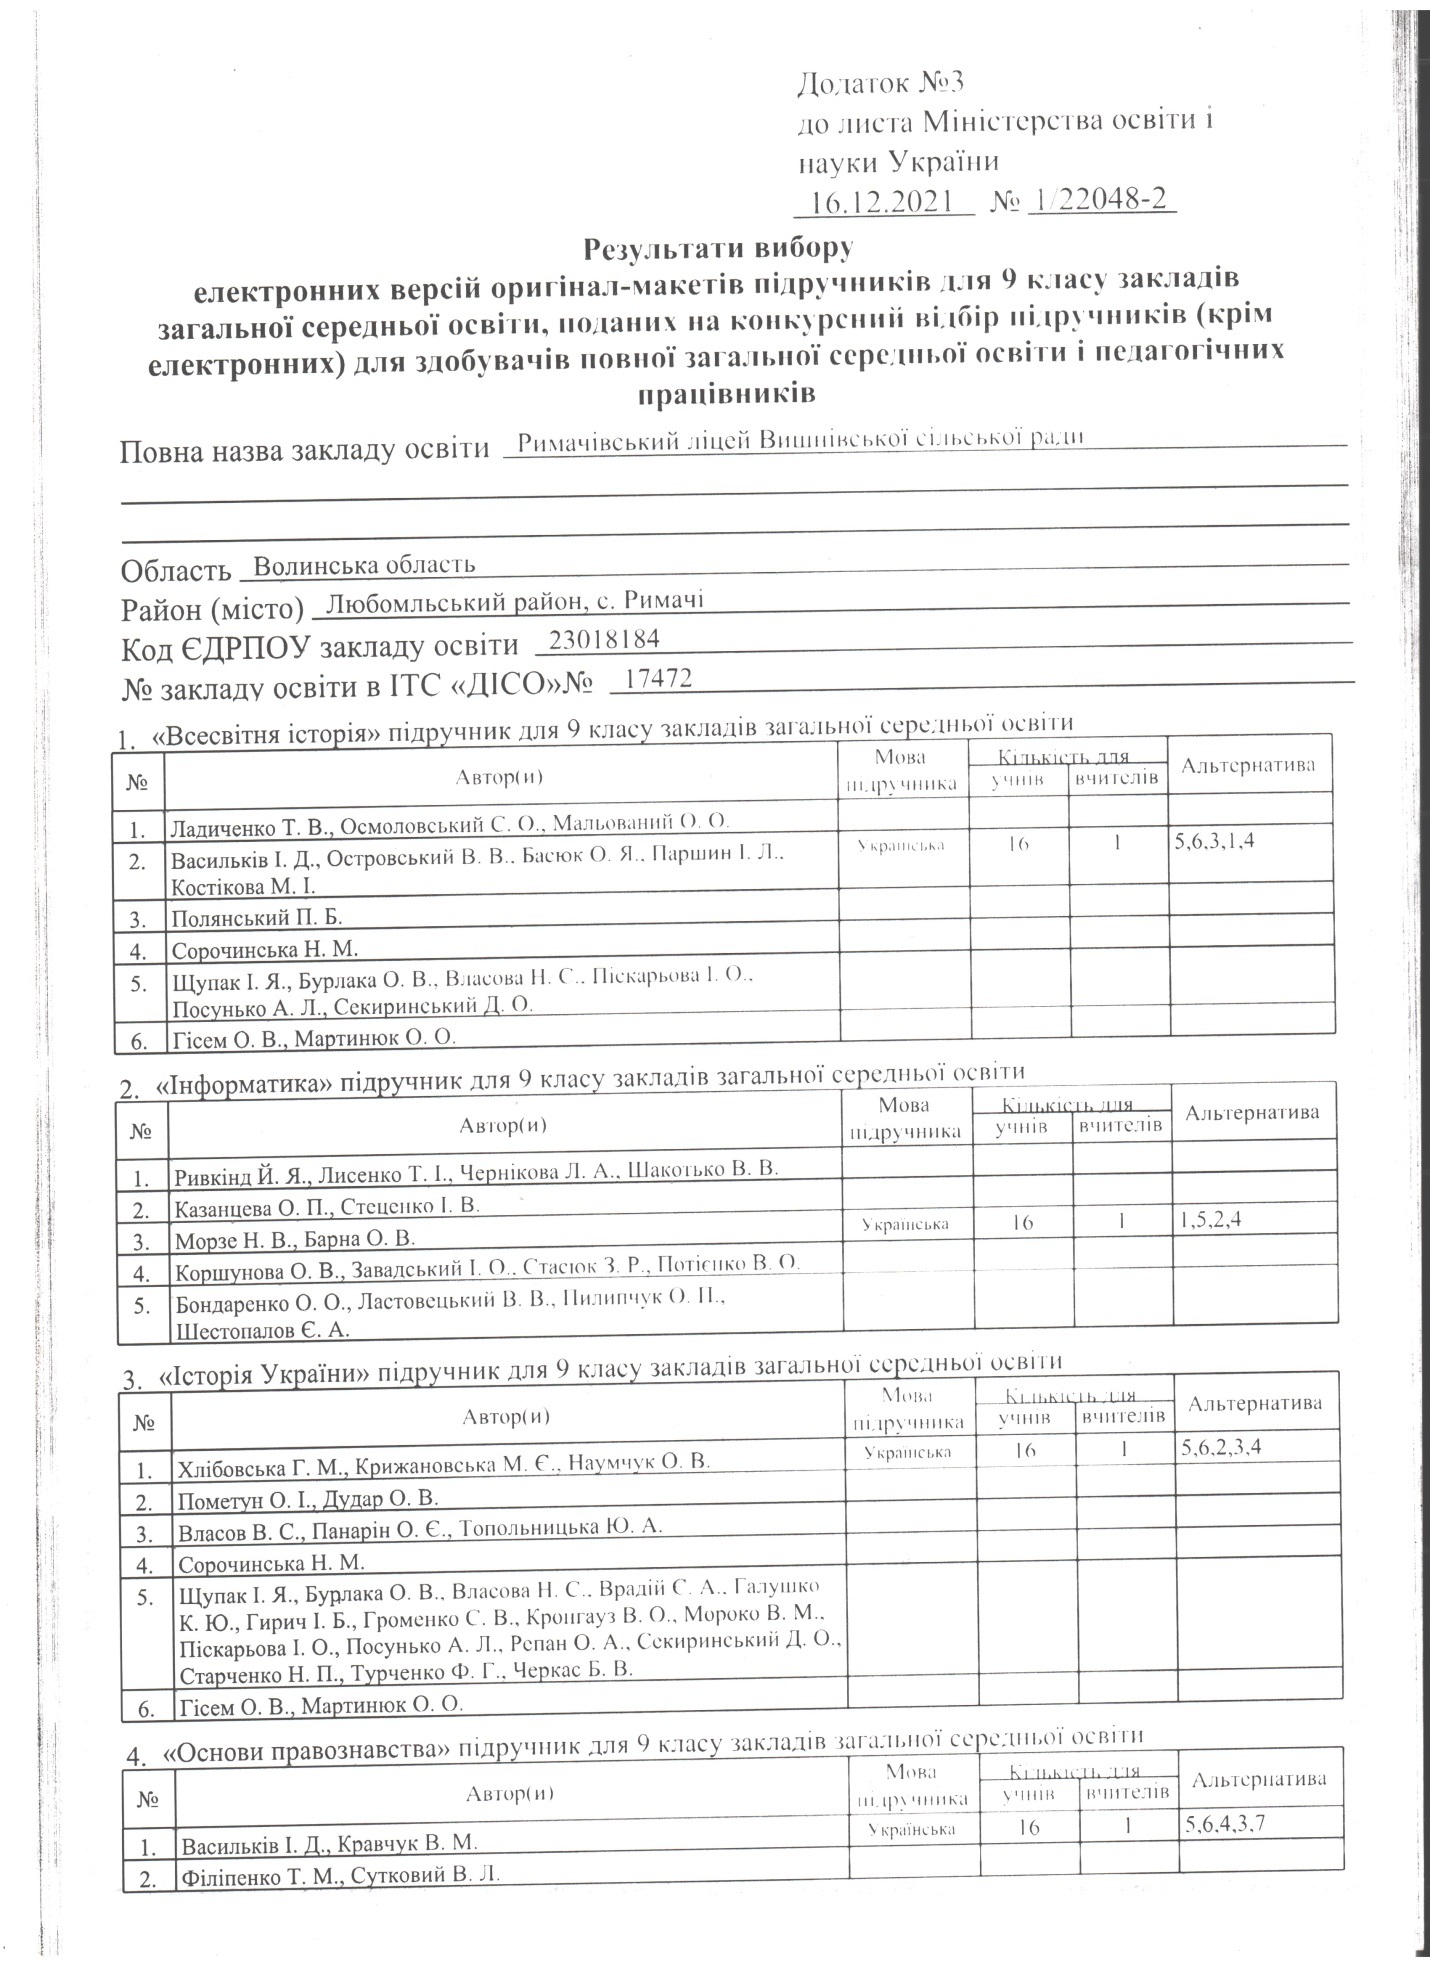 Додаток №3
до листа Міністерства освіти і
науки України
16.12.2021 № 1/22048-2
Результати вибору
електронних версій оригінал-макетів підручників для 9 класу закладів
загальної середньої освіти, поданих на конкурсний відбір підручників (крім
електронних) для здобувачів повної загальної середньої освіти і педагогічних
працівників
Повна назва закладу освіти Римачівський ліцей Вишнівської сільської ради
Область Волинська область
Район (місто) Любомльський район, с. Римачі
Код ЄДРПОУ закладу освіти 23018184
№ закладу освіти в ІТС «ДІСО»№ 17472
1. «Всесвітня історія» підручник для 9 класу закладів загальної середньої освіти
№ Автор(и) Мова підручника Кількість для учнів вчителів Альтернатива
1. Ладиченко Т. В., Осмоловський С. О., Мальований О. О.
2. Васильків І. Д., Островський В. В., Басюк О. Я., Паршин І. Л., Українська 16 1 5,6,3,1,4
Костікова М. І.
3. Полянський П. Б.
4. Сорочинська Н. М.
5. Щупак І. Я., Бурлака О. В., Власова Н. С., Піскарьова І. О.,
Посунько А. Л., Секиринський Д. О.
6. Гісем О. В., Мартинюк О. О.
2. «Інформатика» підручник для 9 класу закладів загальної середньої освіти
№ Автор(и) Мова підручника Кількість для учнів вчителів Альтернатива
1. Ривкінд Й. Я., Лисенко Т. І., Чернікова Л. А., Шакотько В. В.
2. Казанцева О. П., Стеценко І. В.
3. Морзе Н. В., Барна О. В. Українська 16 1 1,5,2,4
4. Коршунова О. В., Завадський І. О., Стасюк З. Р., Потієнко В. О.
5. Бондаренко О. О., Ластовецький В. В., Пилипчук О. П.,
Шестопалов Є. А.
3. «Історія України» підручник для 9 класу закладів загальної середньої освіти
№ Автор(и) Мова підручника Кількість для учнів вчителів Альтернатива
1. Хлібовська Г. М., Крижановська М. Є., Наумчук О. В. Українська 16 1 5,6,2,3,4
2. Пометун О. І., Дудар О. В.
3. Власов В. С., Панарін О. Є., Топольницька Ю. А.
4. Сорочинська Н. М.
5. Щупак І. Я., Бурлака О. В., Власова Н. С., Врадій Є. А., Галушко
К. Ю., Гирич І. Б., Громенко С. В., Кронгауз В. О., Мороко В. М.,
Піскарьова І. О., Посунько А. Л., Репан О. А., Секиринський Д. О.,
Старченко Н. П., Турченко Ф. Г., Черкас Б. В.
6. Гісем О. В., Мартинюк О. О.
4. «Основи правознавства» підручник для 9 класу закладів загальної середньої освіти
№ Автор(и) Мова підручника Кількість для учнів вчителів Альтернатива
1. Васильків І. Д., Кравчук В. М. Українська 16 1 5,6,4,3,7
2. Філіпенко Т. М., Сутковий В. Л.